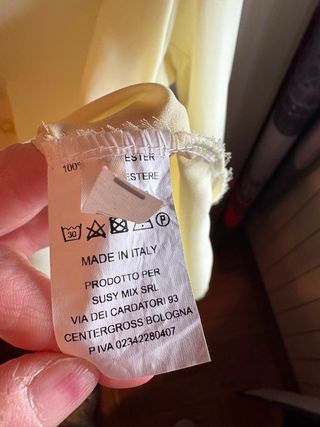 100% ESTER
ESTERE
30 P
MADE IN ITALY
PRODOTTO PER
SUSY MIX SRL
VIA DEI CARDATORI 93
CENTERGROSS BOLOGNA
P.IVA 02342280407